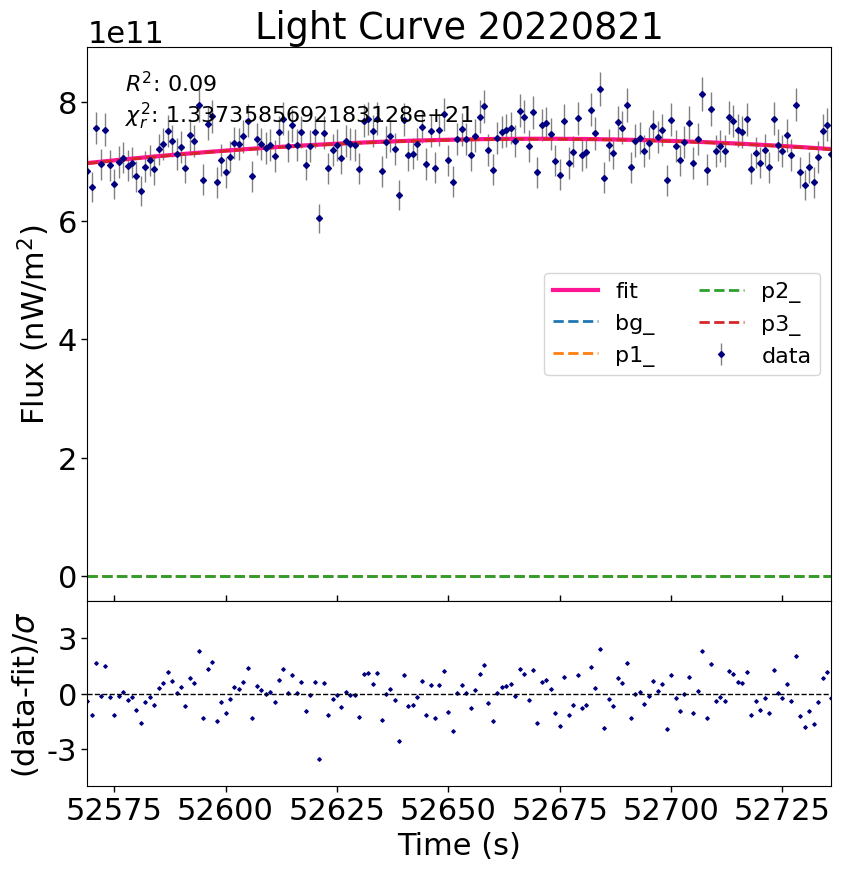 Light Curve 20220821
1e11
R²: 0.09
χ²ᵣ: 1.3373585692183128e+21
8
6
4
2
0
Flux (nW/m²)
fit
bg_
p1_
p2_
p3_
data
3
0
-3
(data-fit)/σ
52575 52600 52625 52650 52675 52700 52725
Time (s)